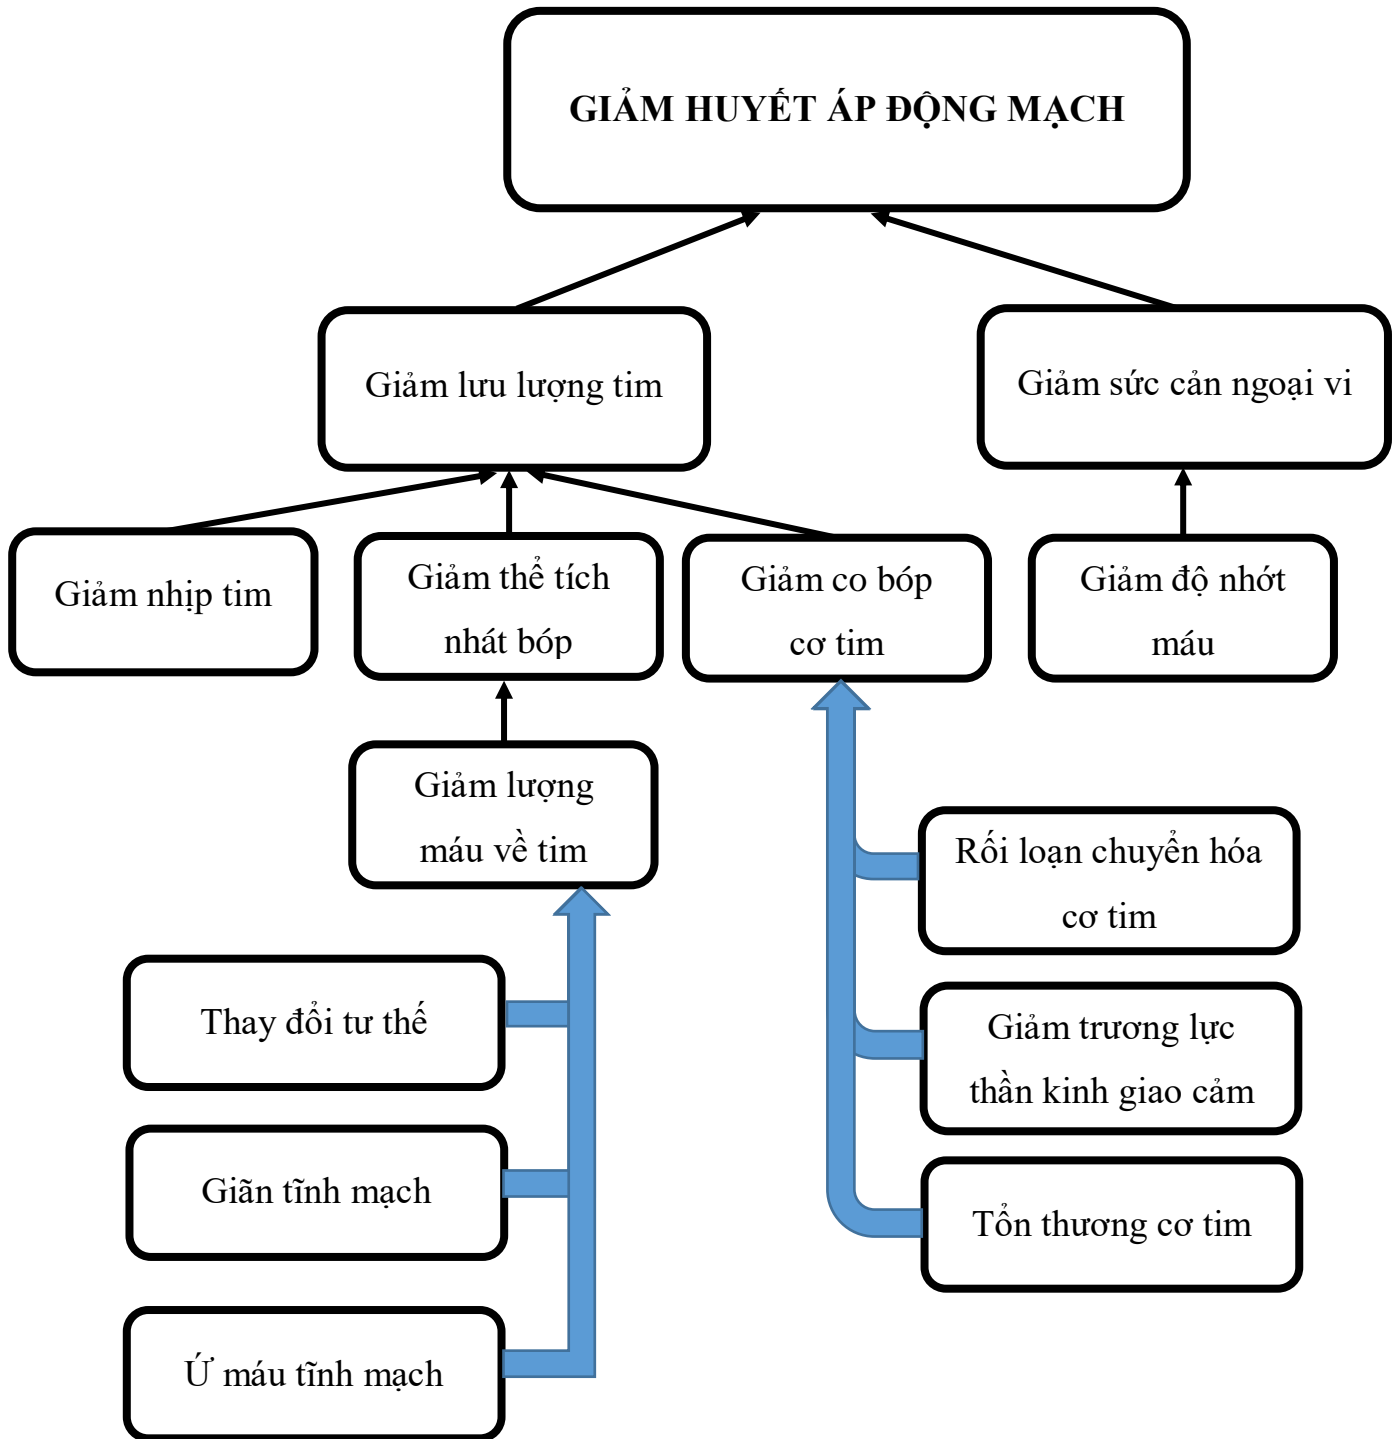 GIẢM HUYẾT ÁP ĐỘNG MẠCH
Giảm lưu lượng tim
Giảm sức cản ngoại vi
Giảm nhịp tim
Giảm thể tích
nhát bóp
Giảm co bóp
cơ tim
Giảm độ nhớt
máu
Giảm lượng
máu về tim
Rối loạn chuyển hóa
cơ tim
Thay đổi tư thế
Giảm trương lực
thần kinh giao cảm
Giãn tĩnh mạch
Tổn thương cơ tim
Ứ máu tĩnh mạch